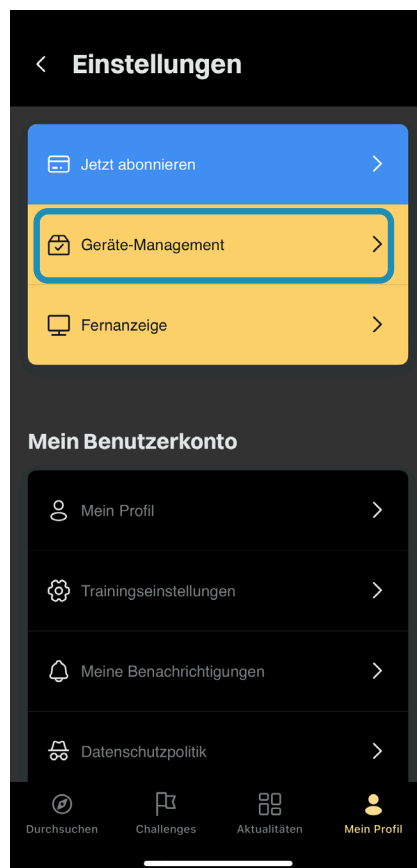 Einstellungen
Jetzt abonnieren
Geräte-Management
Fernanzeige
Mein Benutzerkonto
Mein Profil
Trainingseinstellungen
Meine Benachrichtigungen
Datenschutzpolitik
Durchsuchen
Challenges
Aktualitäten
Mein Profil